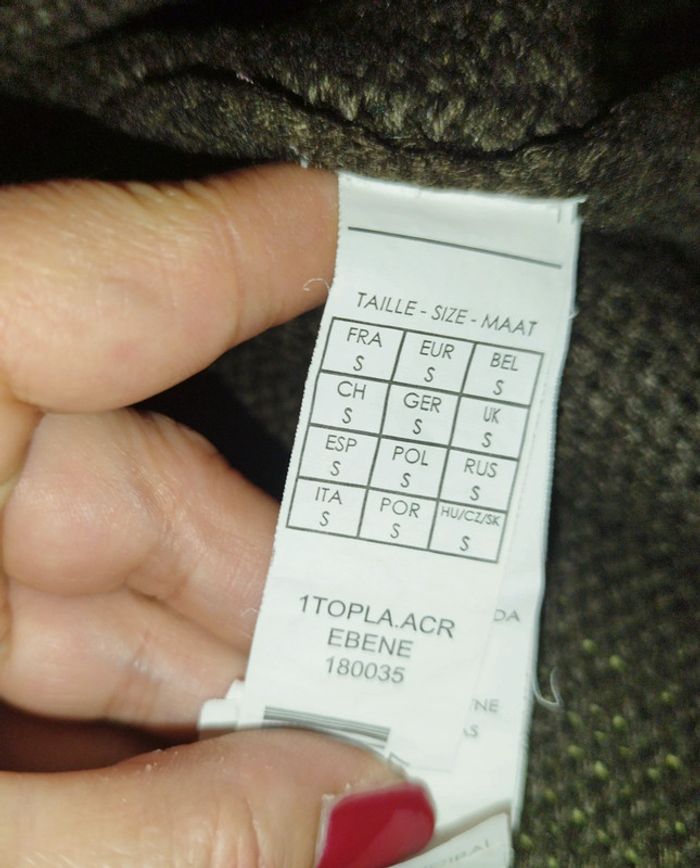 TAILLE - SIZE - MAAT
FRA EUR BEL
S S S
CH GER UK
S S S
ESP POL RUS
S S S
ITA POR HU/CZ/SK
S S S
1TOPLA.ACR
EBENE
180035